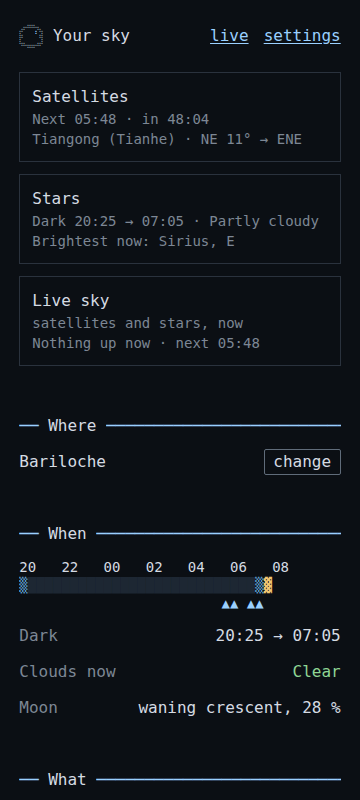 Your sky live settings
Satellites
Next 05:48 · in 48:04
Tiangong (Tianhe) · NE 11° → ENE
Stars
Dark 20:25 → 07:05 · Partly cloudy
Brightest now: Sirius, E
Live sky
satellites and stars, now
Nothing up now · next 05:48
Where
Bariloche change
When
20 22 00 02 04 06 08
▲▲ ▲▲
Dark 20:25 → 07:05
Clouds now Clear
Moon waning crescent, 28 %
What